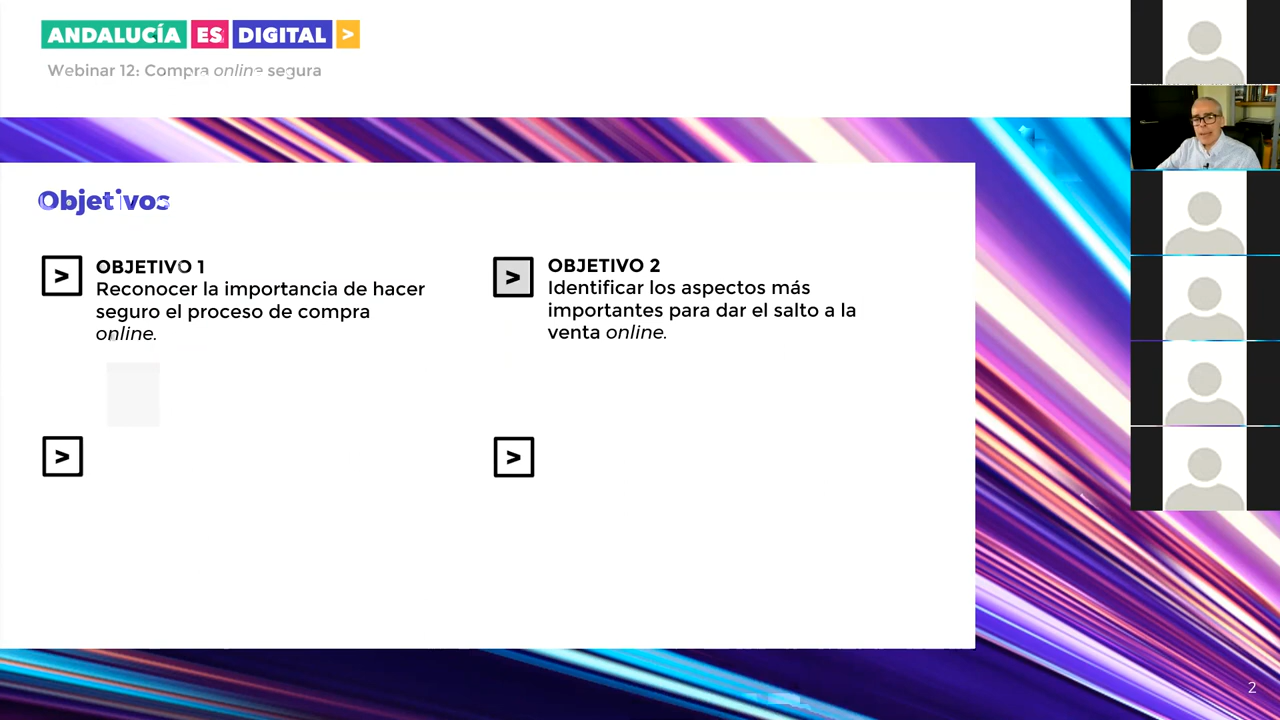 ANDALUCÍA ES DIGITAL >
Webinar 12: Compra online segura
Objetivos
> OBJETIVO 1
Reconocer la importancia de hacer
seguro el proceso de compra
online.
> OBJETIVO 2
Identificar los aspectos más
importantes para dar el salto a la
venta online.
>
>
2